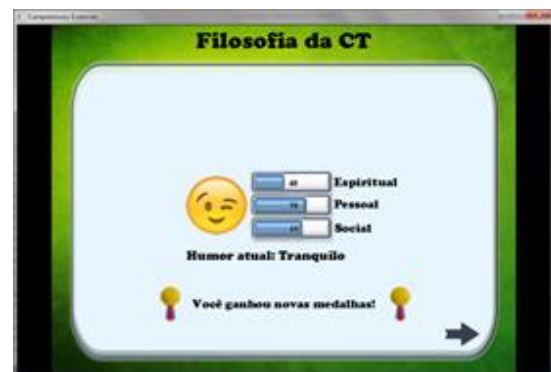 Filosofia da CT
Espiritual
Pessoal
Social
Humor atual: Tranquilo
Você ganhou novas medalhas!